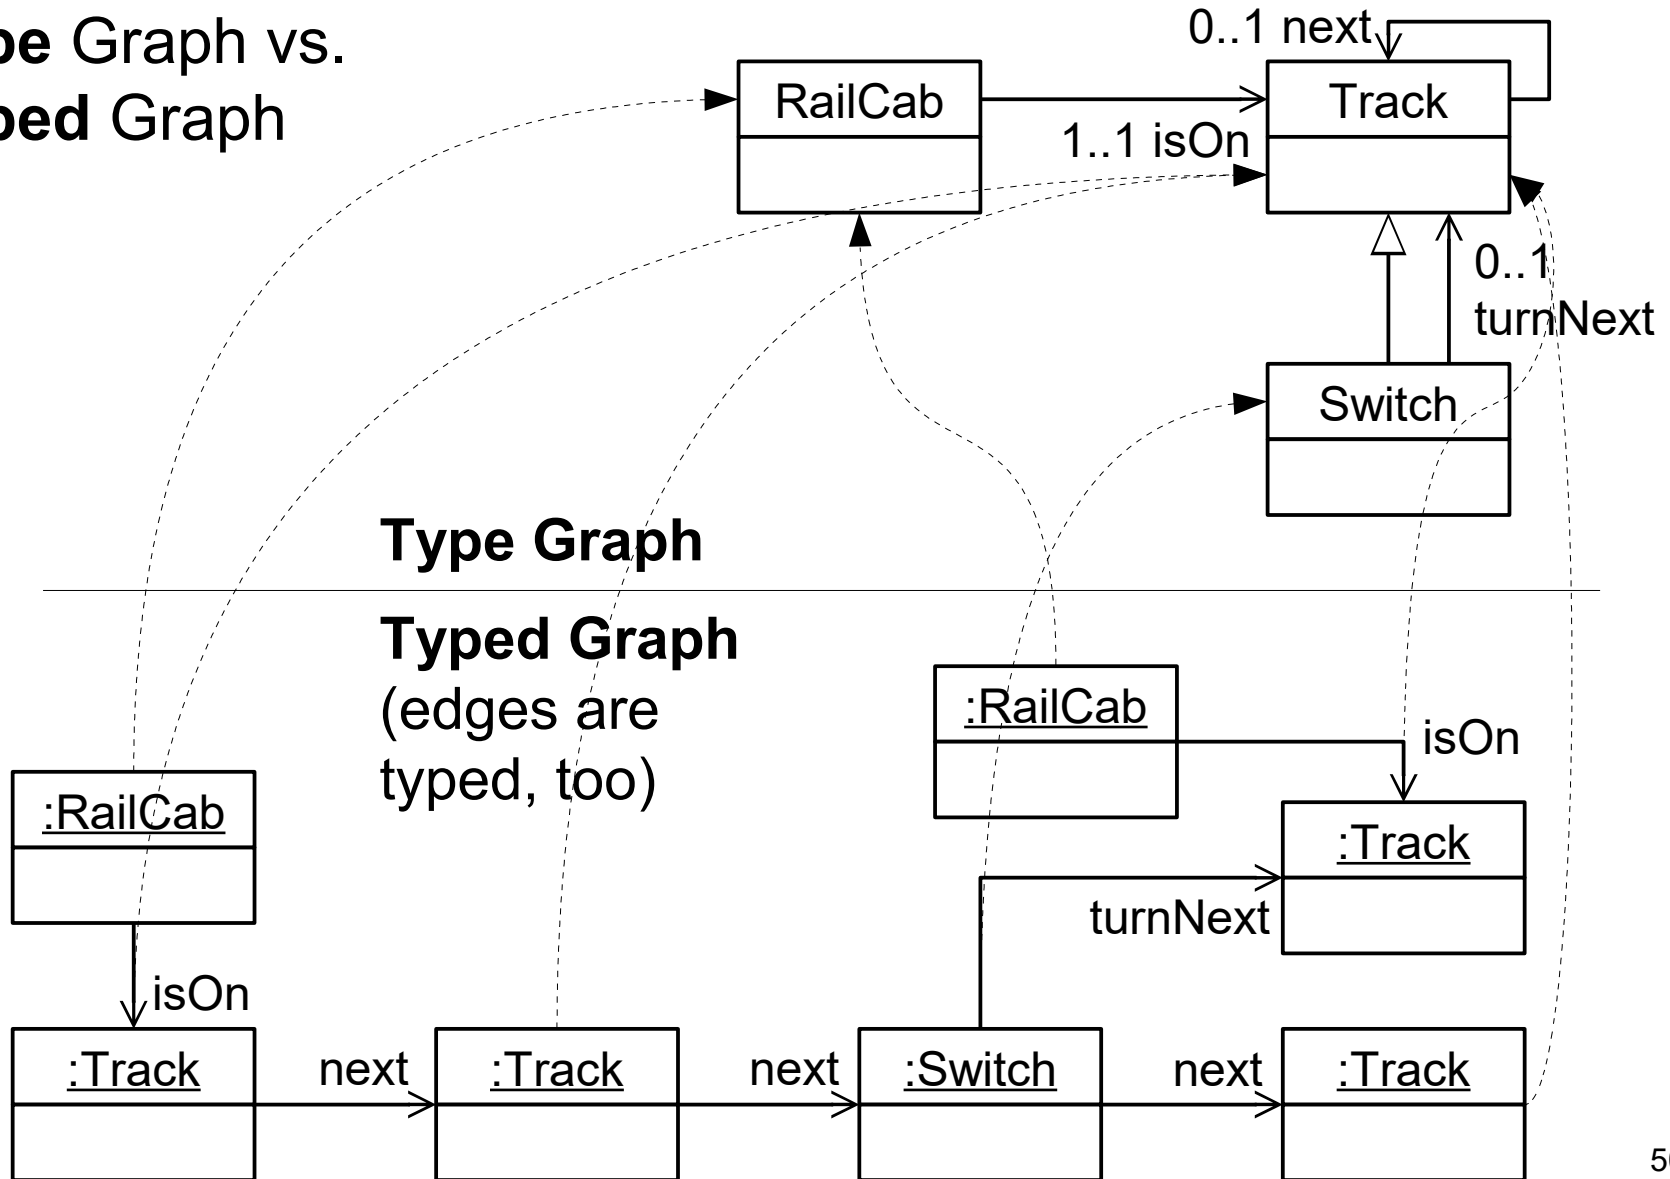 pe Graph vs.
ped Graph
0..1 next
RailCab
Track
1..1 isOn
0..1
turnNext
Switch
Type Graph
Typed Graph
(edges are
typed, too)
:RailCab
isOn
:RailCab
:Track
turnNext
isOn
:Track
next
:Track
next
:Switch
next
:Track